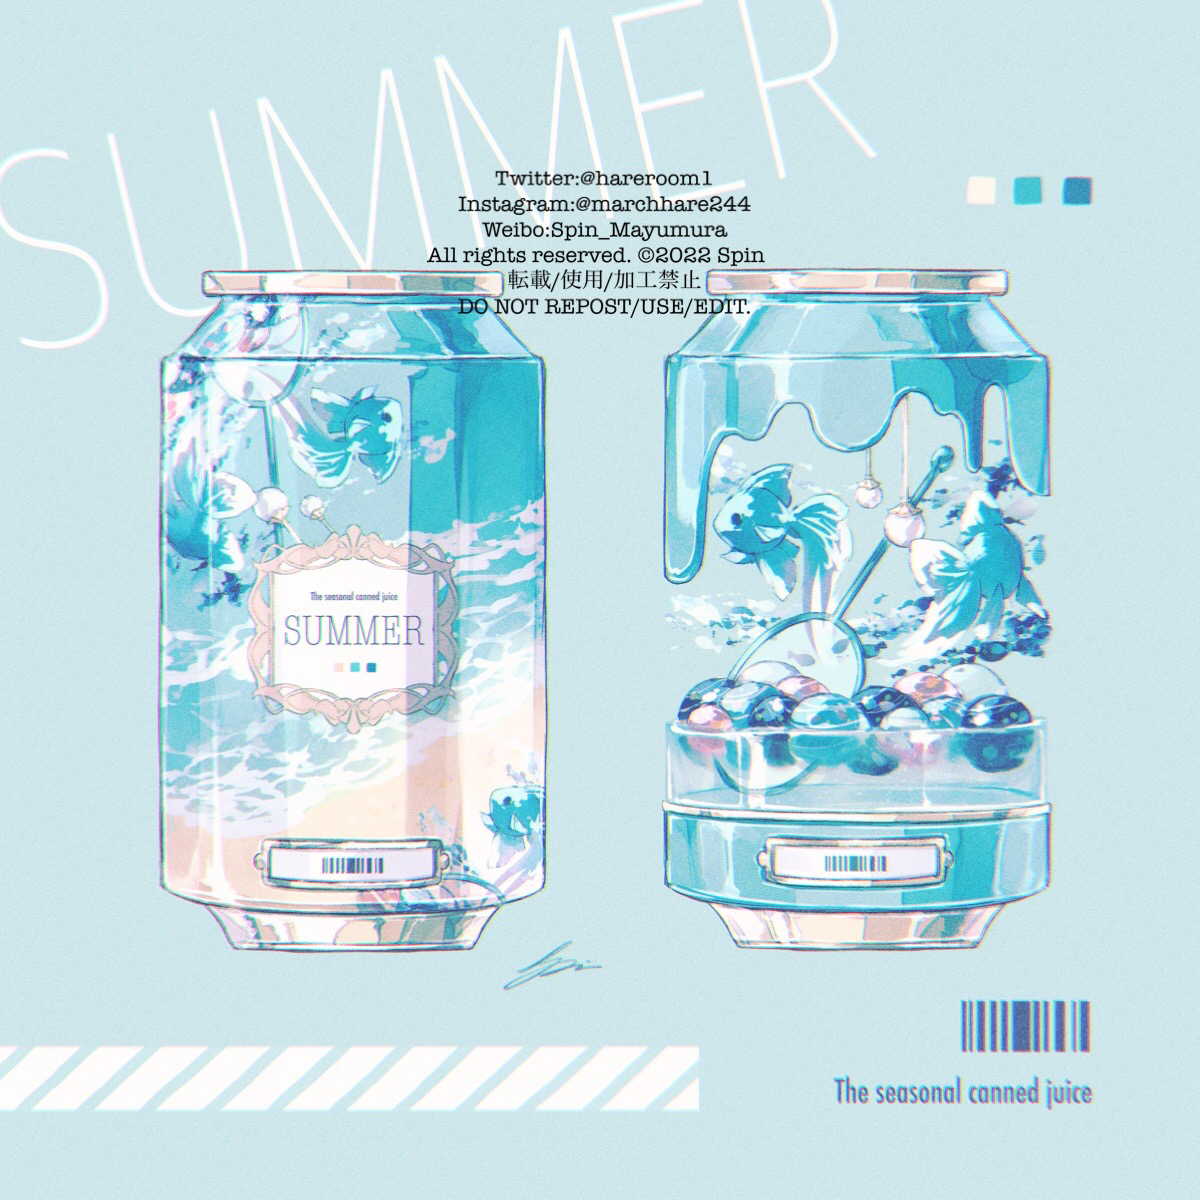 SUMMER
Twitter:@hareroom1
Instagram:@marchhare244
Weibo:Spin_Mayumura
All rights reserved. ©2022 Spin
転載/使用/加工禁止
DO NOT REPOST/USE/EDIT.
The seasonal canned juice
SUMMER
The seasonal canned juice